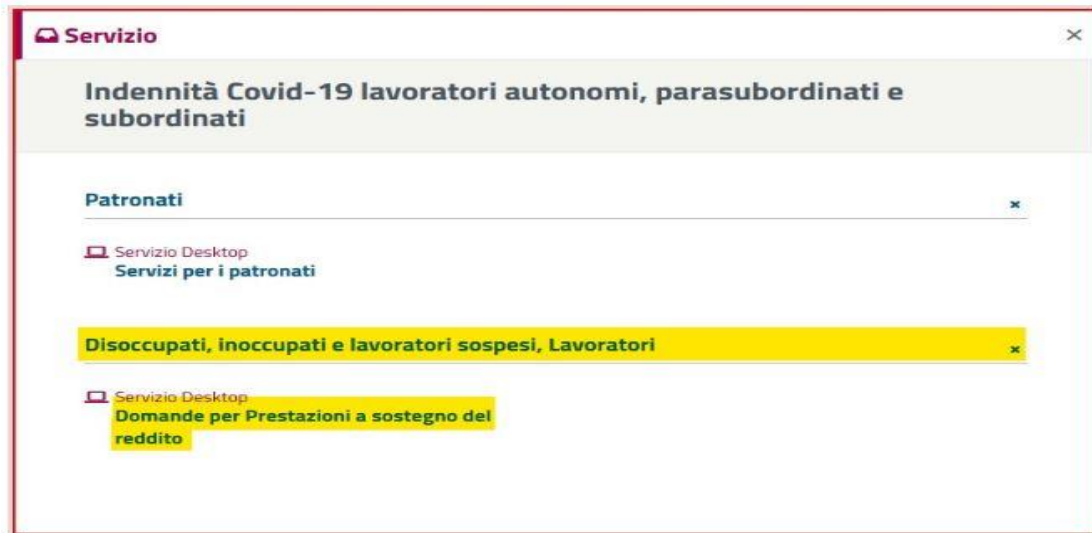 Servizio
Indennità Covid-19 lavoratori autonomi, parasubordinati e
subordinati
Patronati
Servizio Desktop
Servizi per i patronati
Disoccupati, inoccupati e lavoratori sospesi, Lavoratori
Servizio Desktop
Domande per Prestazioni a sostegno del
reddito